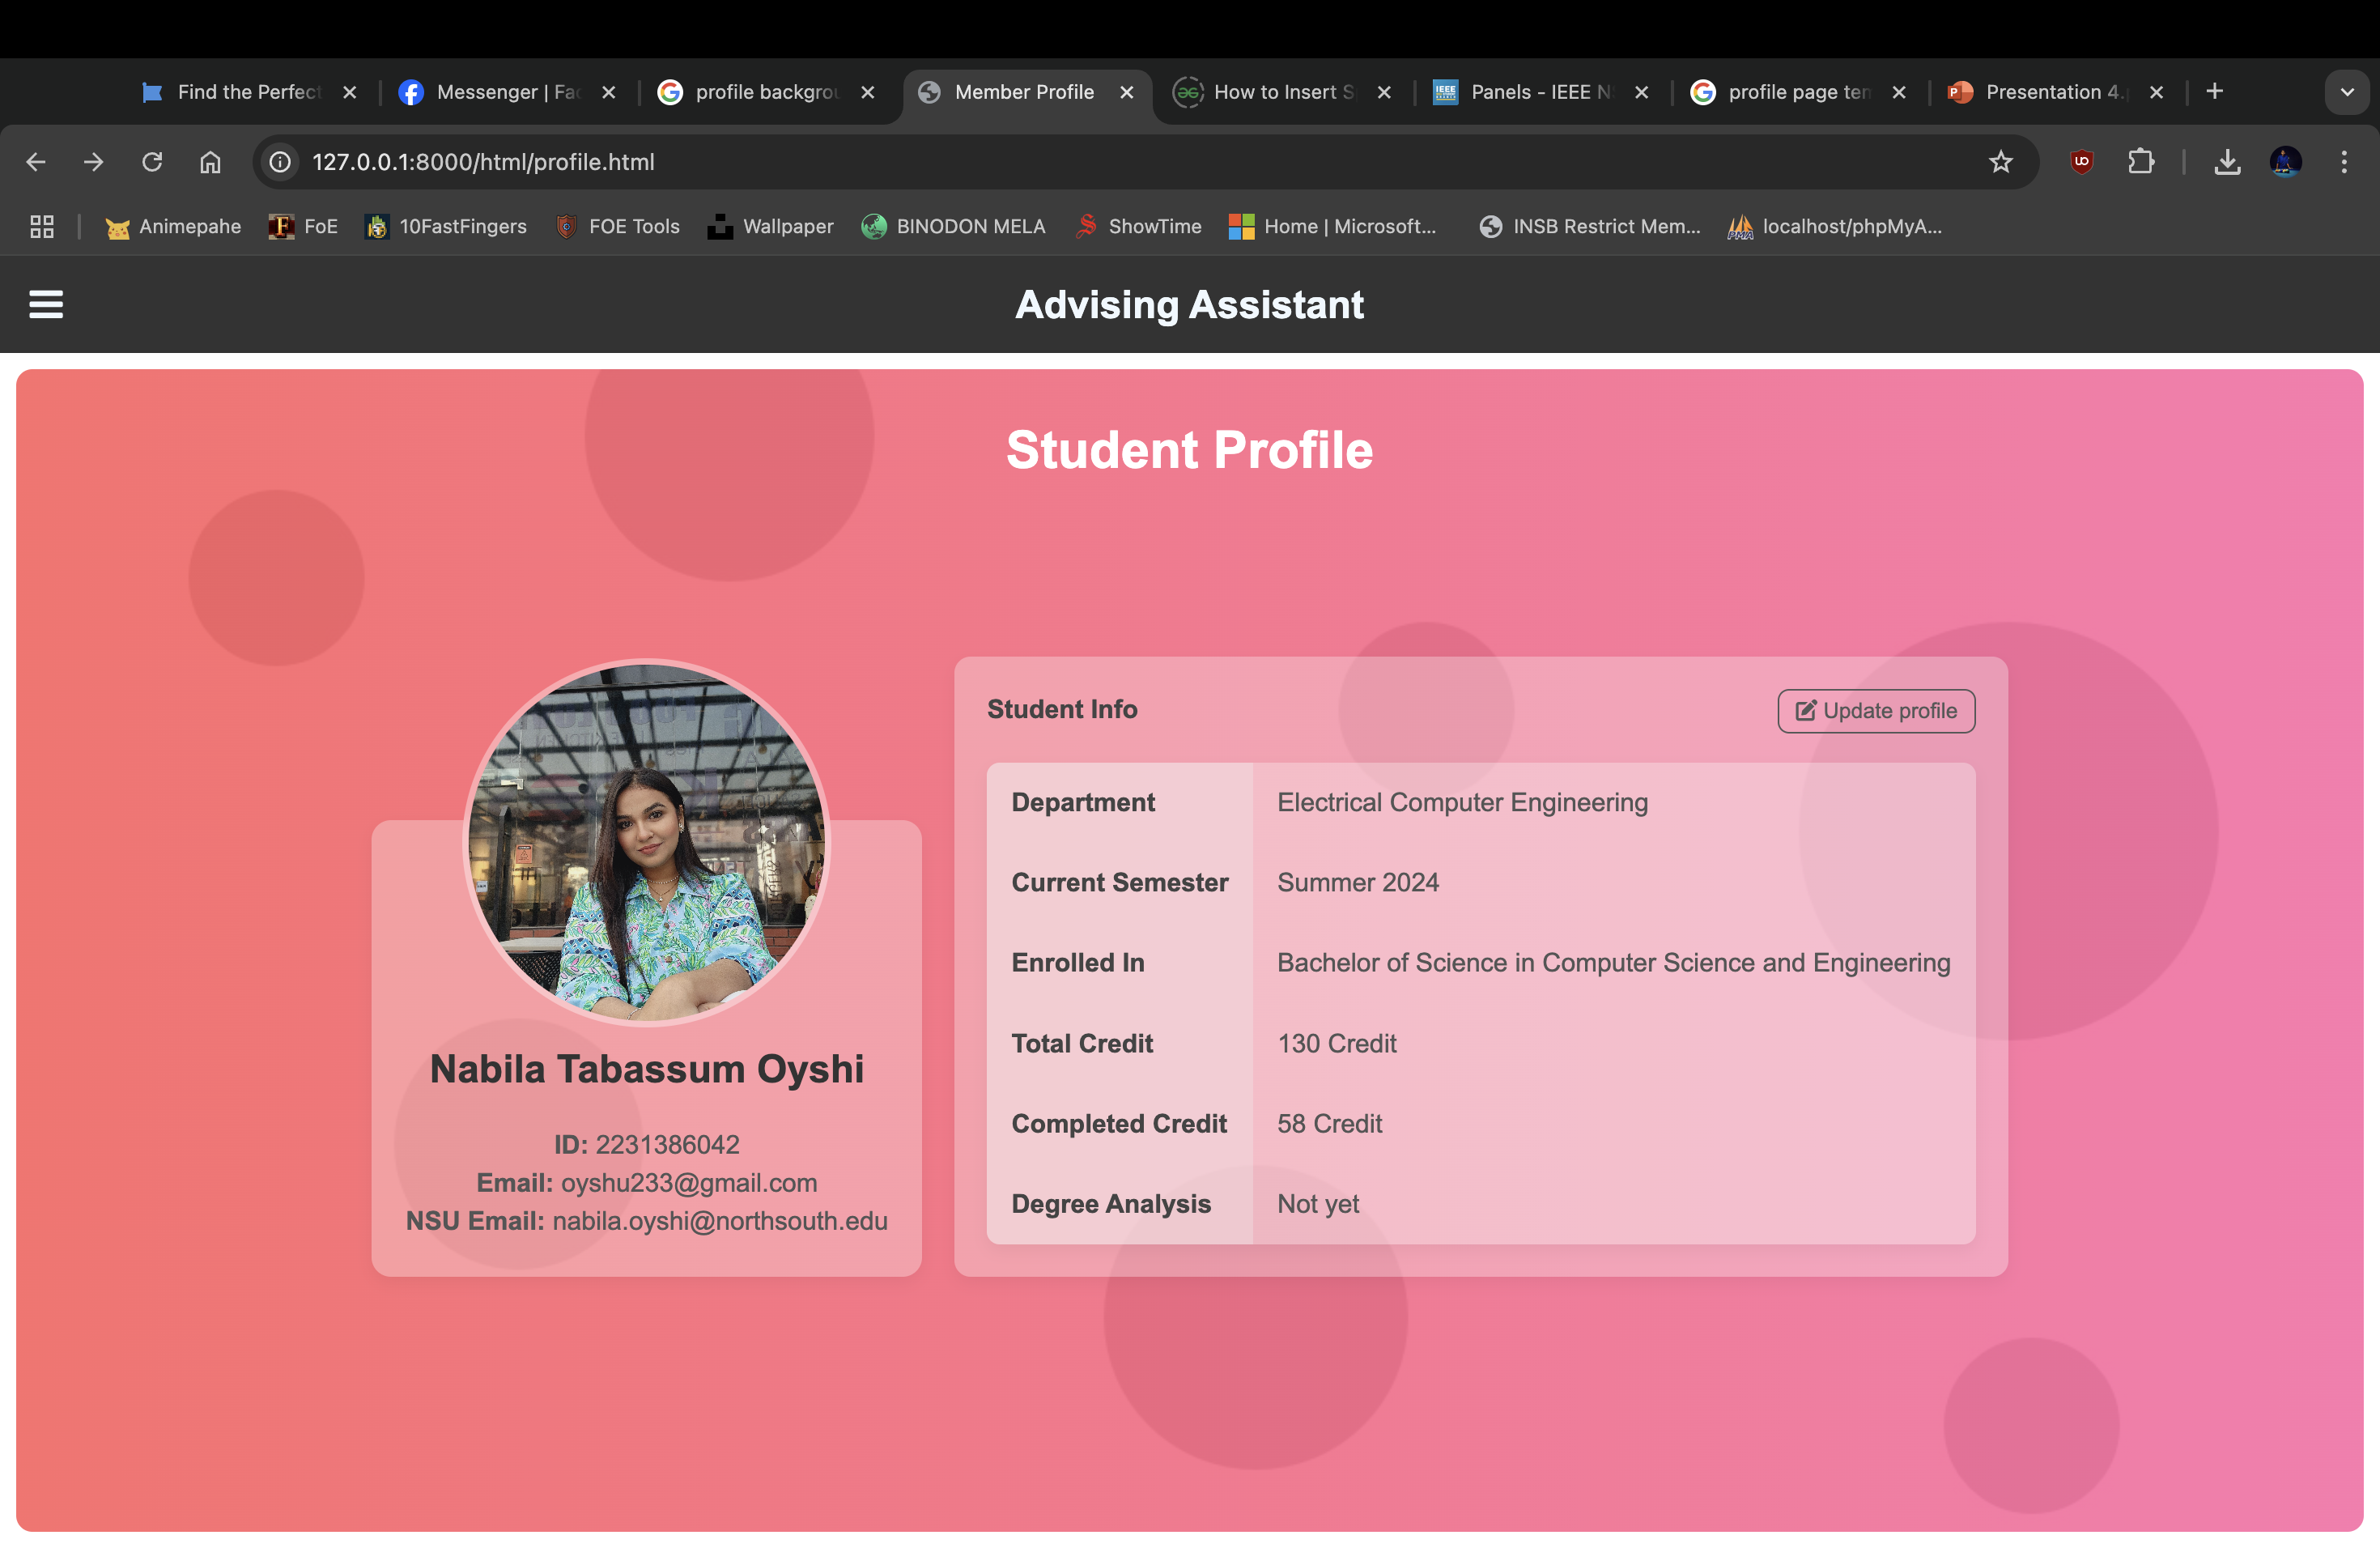 Find the Perfect
Messenger | Fac
profile backgrou
Member Profile
How to Insert S
Panels - IEEE N
profile page tem
Presentation 4.
127.0.0.1:8000/html/profile.html
Animepahe
FoE
10FastFingers
FOE Tools
Wallpaper
BINODON MELA
ShowTime
Home | Microsoft...
INSB Restrict Mem...
localhost/phpMyA...
Advising Assistant
Student Profile
Nabila Tabassum Oyshi
ID: 2231386042
Email: oyshu233@gmail.com
NSU Email: nabila.oyshi@northsouth.edu
Student Info
Update profile
Department Electrical Computer Engineering
Current Semester Summer 2024
Enrolled In Bachelor of Science in Computer Science and Engineering
Total Credit 130 Credit
Completed Credit 58 Credit
Degree Analysis Not yet